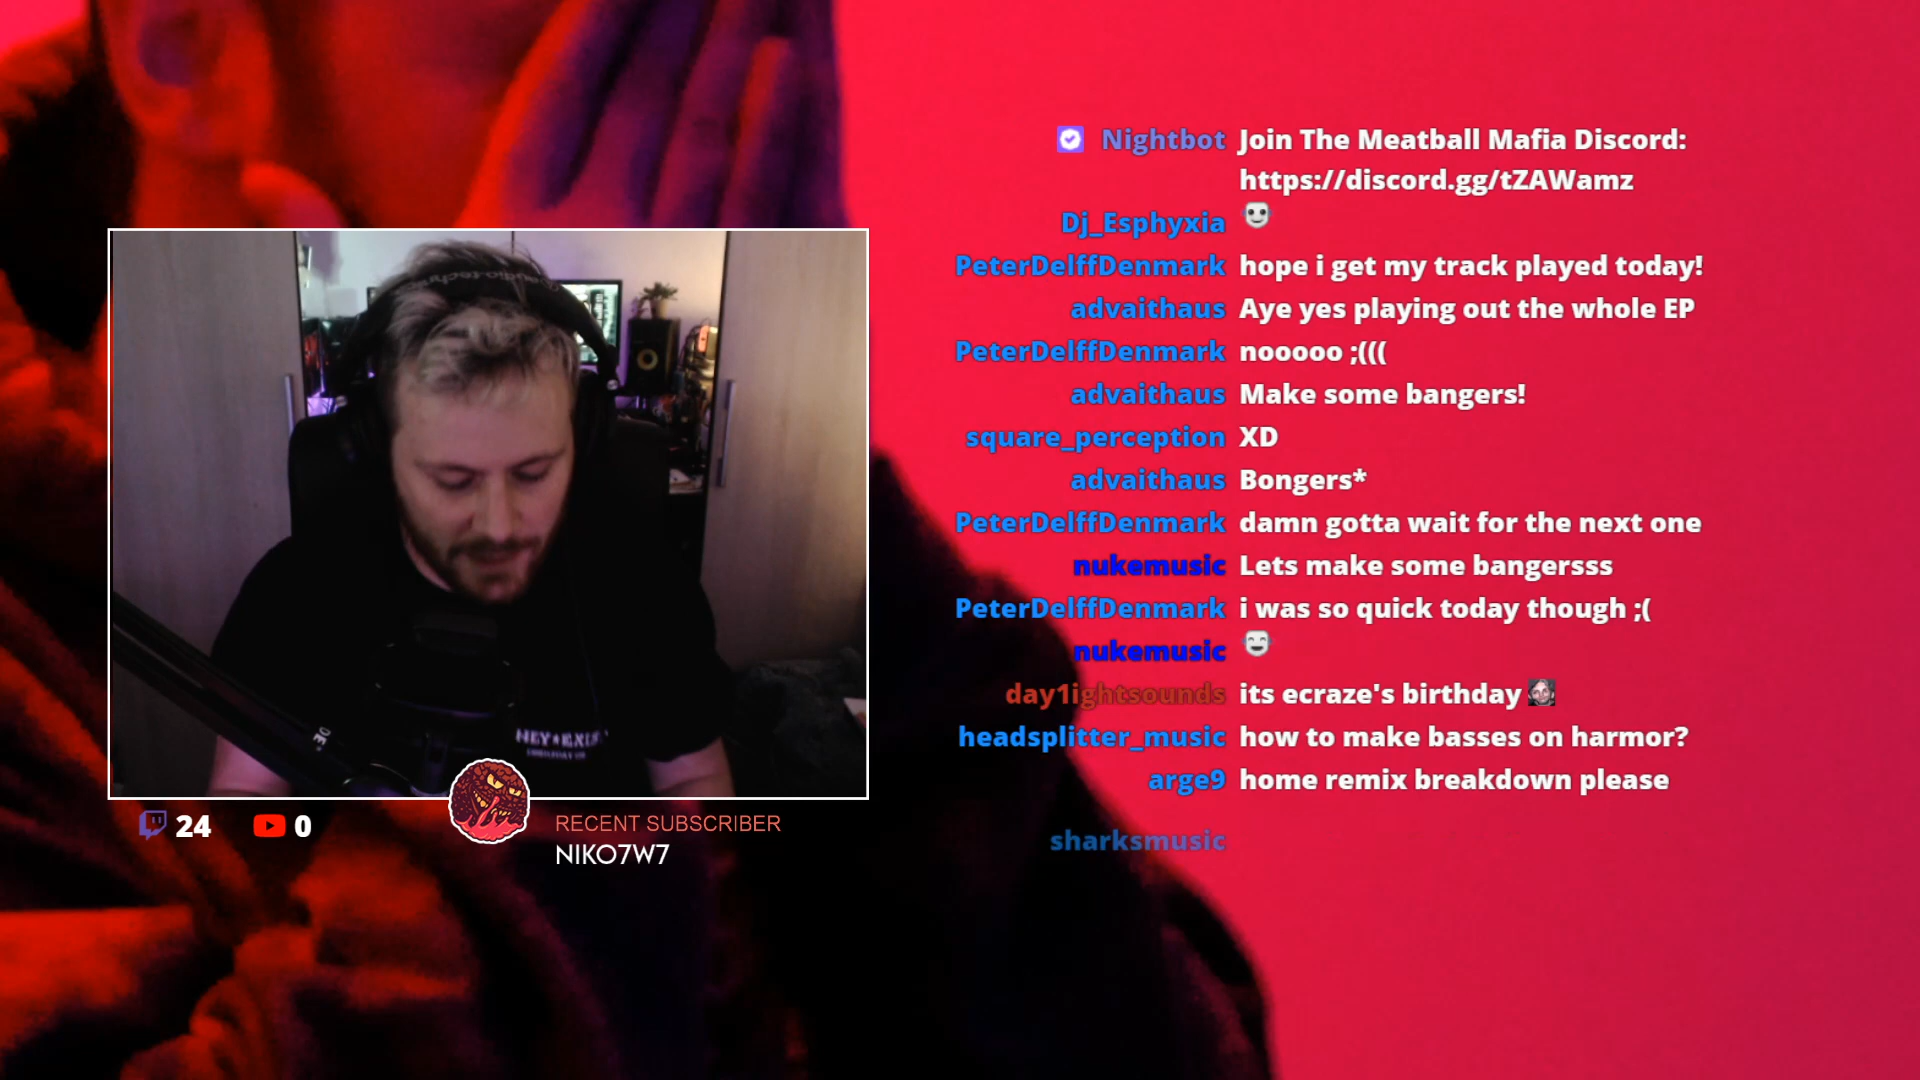 Nightbot Join The Meatball Mafia Discord:
https://discord.gg/tZAWamz
Dj_Esphyxia
PeterDelffDenmark hope i get my track played today!
advaithaus Aye yes playing out the whole EP
PeterDelffDenmark nooooo ;(((
advaithaus Make some bangers!
square_perception XD
advaithaus Bongers*
PeterDelffDenmark damn gotta wait for the next one
nukemusic Lets make some bangersss
PeterDelffDenmark i was so quick today though ;(
nukemusic
day1ightsounds its ecraze's birthday
headsplitter_music how to make basses on harmor?
arge9 home remix breakdown please
sharksmusic
24 0
RECENT SUBSCRIBER
NIKO7W7